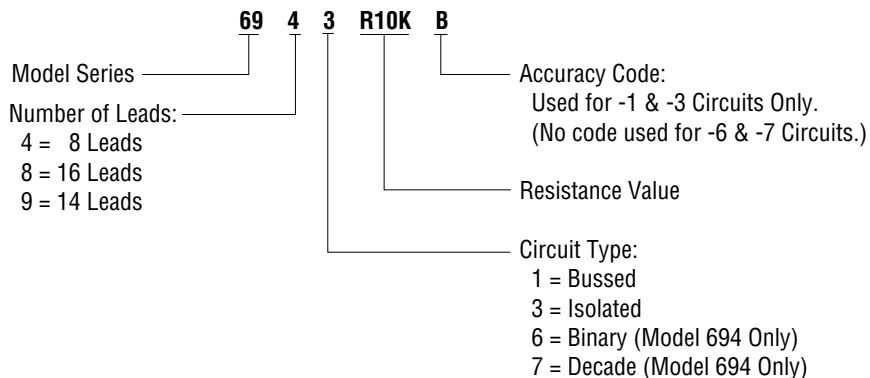 69 4 3 R10K B
Model Series
Number of Leads:
4 = 8 Leads
8 = 16 Leads
9 = 14 Leads
Accuracy Code:
Used for -1 & -3 Circuits Only.
(No code used for -6 & -7 Circuits.)
Resistance Value
Circuit Type:
1 = Bussed
3 = Isolated
6 = Binary (Model 694 Only)
7 = Decade (Model 694 Only)